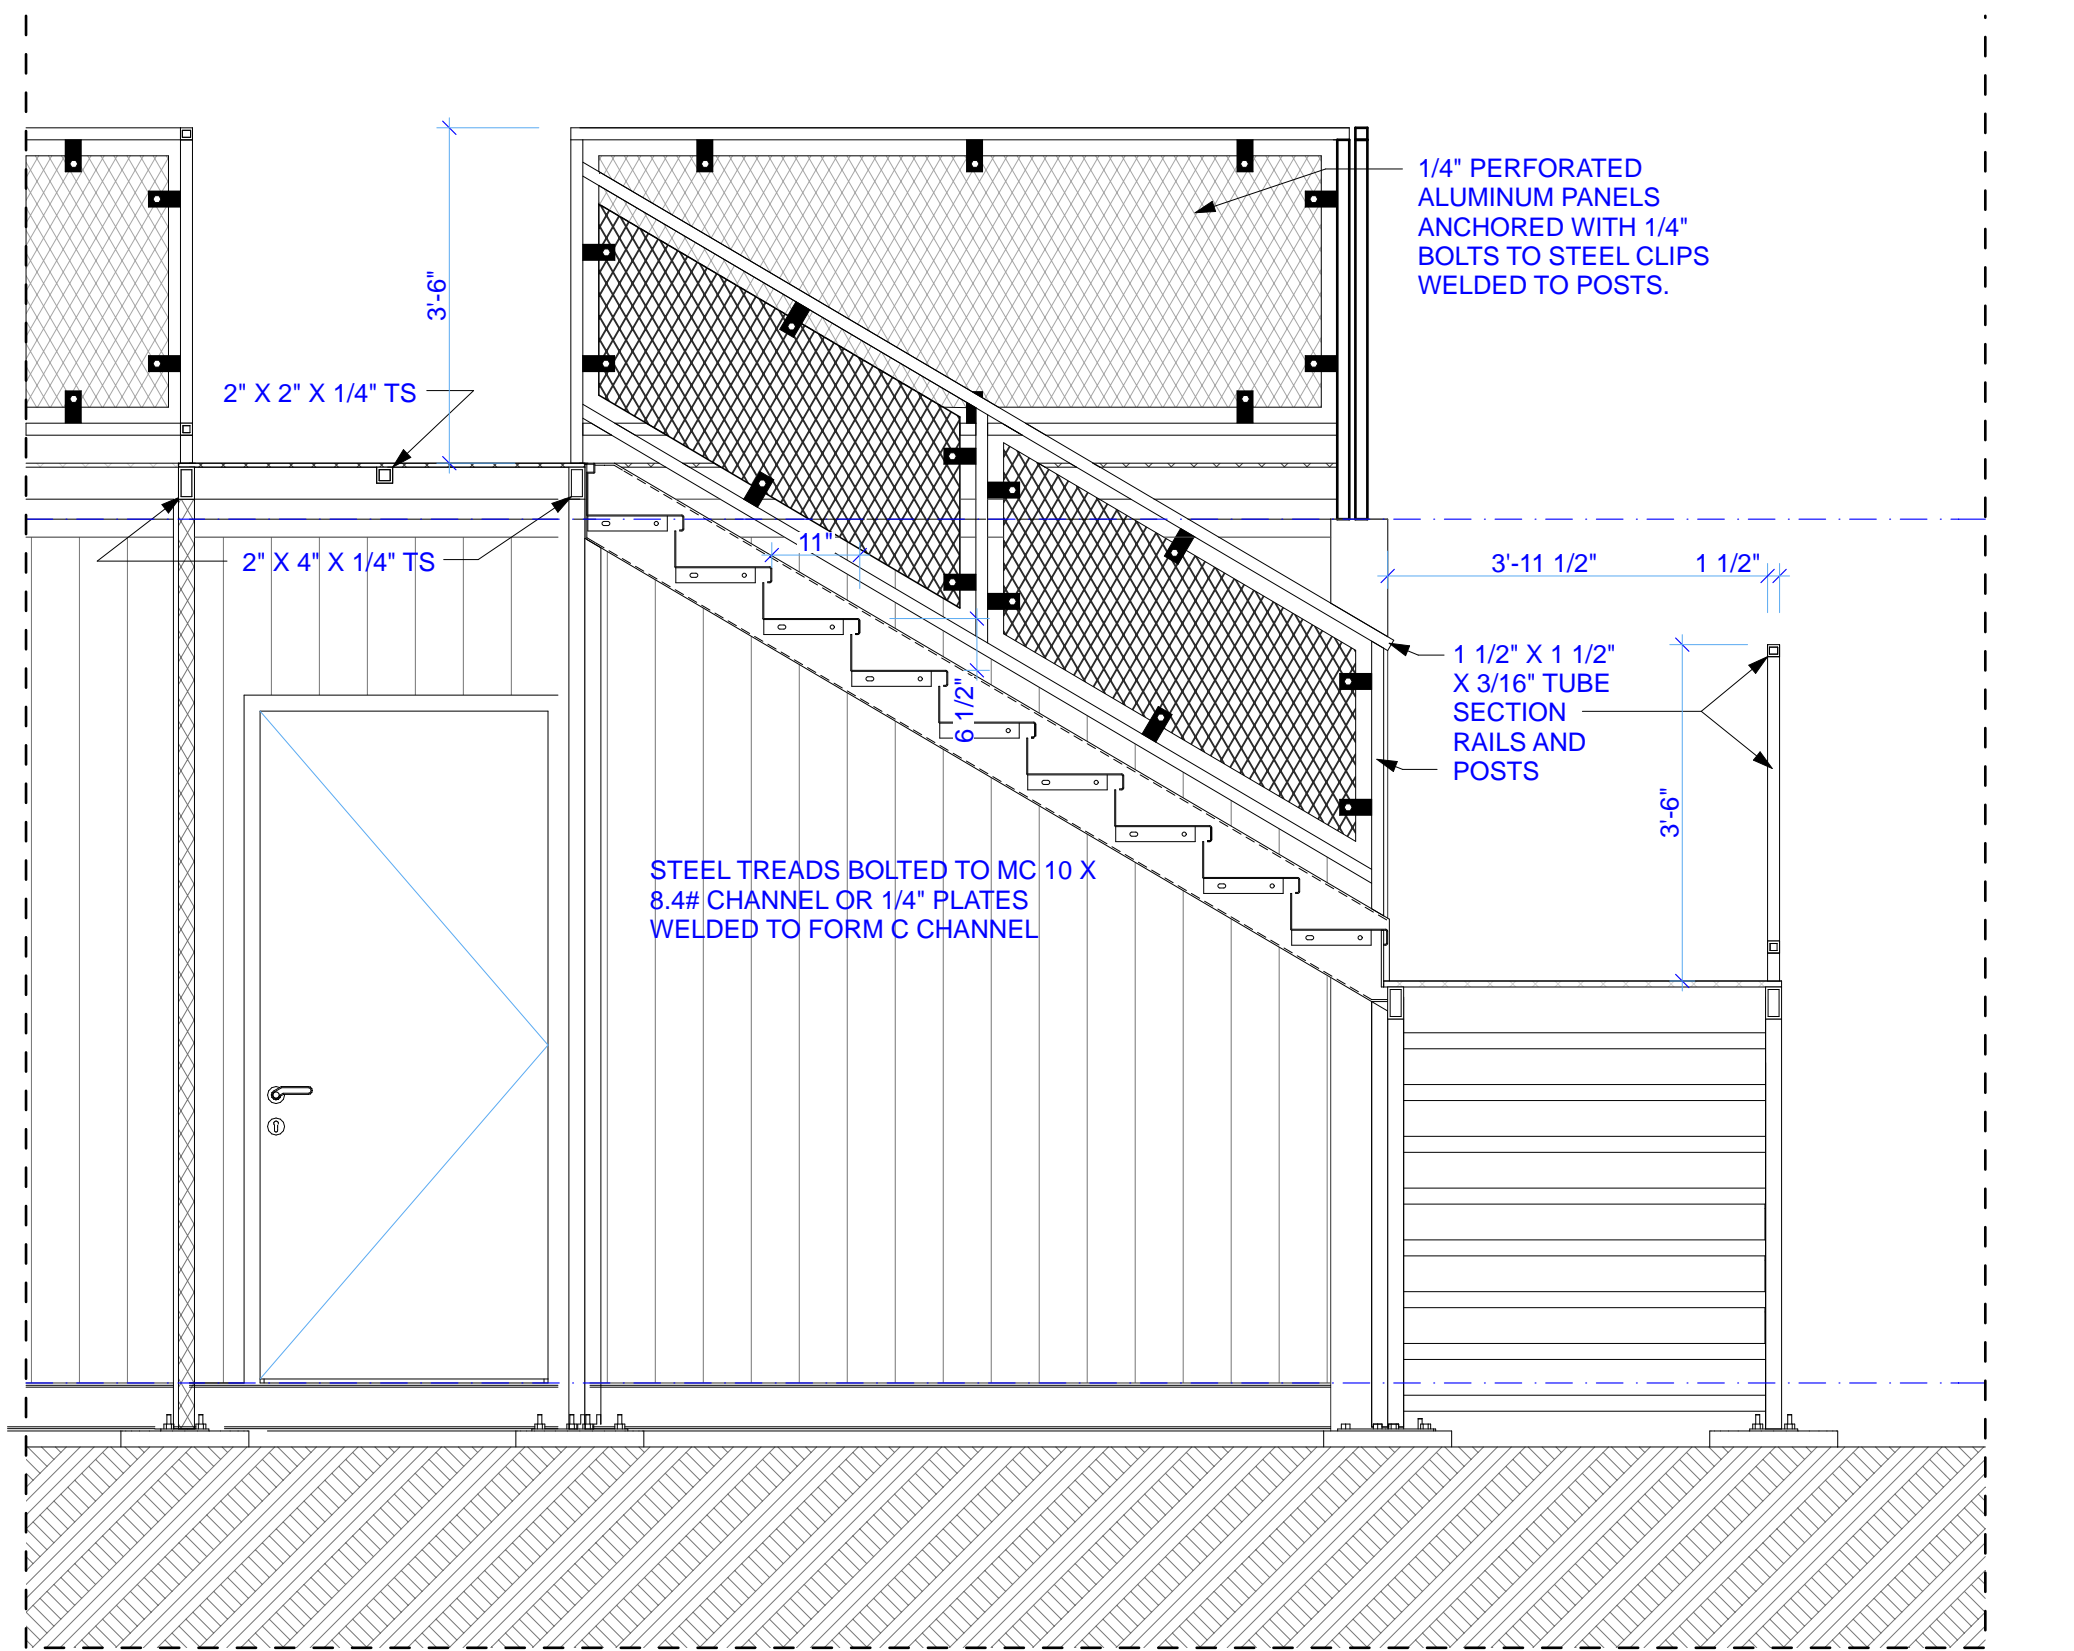 1/4" PERFORATED
ALUMINUM PANELS
ANCHORED WITH 1/4"
BOLTS TO STEEL CLIPS
WELDED TO POSTS.
3'-6"
2" X 2" X 1/4" TS
2" X 4" X 1/4" TS
11"
3'-11 1/2"
1 1/2"
1 1/2" X 1 1/2"
X 3/16" TUBE
SECTION
RAILS AND
POSTS
6 1/2"
3'-6"
STEEL TREADS BOLTED TO MC 10 X
8.4# CHANNEL OR 1/4" PLATES
WELDED TO FORM C CHANNEL